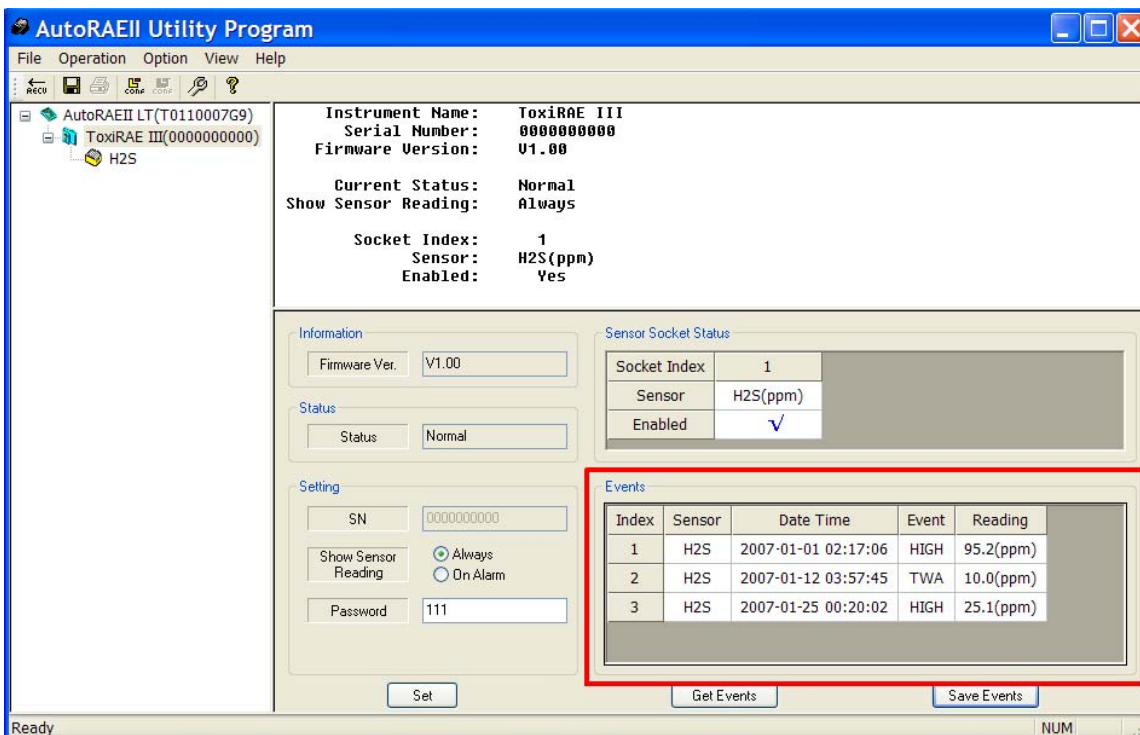 AutoRAEII Utility Program
File Operation Option View Help
RECU CONF CONF
AutoRAEII LT(T0110007G9)
ToxiRAE III(0000000000)
H2S
Instrument Name: ToxiRAE III
Serial Number: 0000000000
Firmware Version: V1.00
Current Status: Normal
Show Sensor Reading: Always
Socket Index: 1
Sensor: H2S(ppm)
Enabled: Yes
Information
Firmware Ver. V1.00
Status
Status Normal
Setting
SN 0000000000
Show Sensor
Reading
Always
On Alarm
Password 111
Set
Sensor Socket Status
Socket Index 1
Sensor H2S(ppm)
Enabled √
Events
Index Sensor Date Time Event Reading
1 H2S 2007-01-01 02:17:06 HIGH 95.2(ppm)
2 H2S 2007-01-12 03:57:45 TWA 10.0(ppm)
3 H2S 2007-01-25 00:20:02 HIGH 25.1(ppm)
Get Events Save Events
Ready NUM